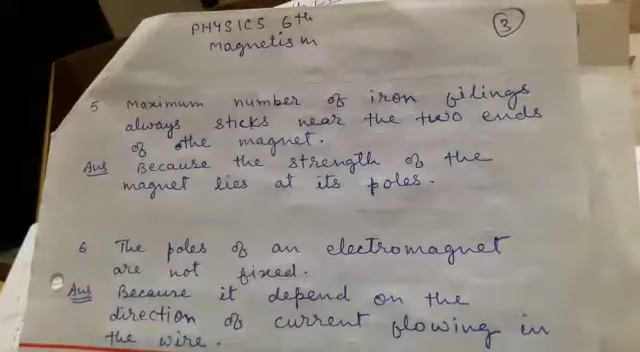 PHYSICS 6th
Magnetism
3
5 Maximum number of iron filings
always sticks near the two ends
of the magnet.
Ans Because the strength of the
magnet lies at its poles.
6 The poles of an electromagnet
are not fixed.
Ans Because it depend on the
direction of current flowing in
the wire.